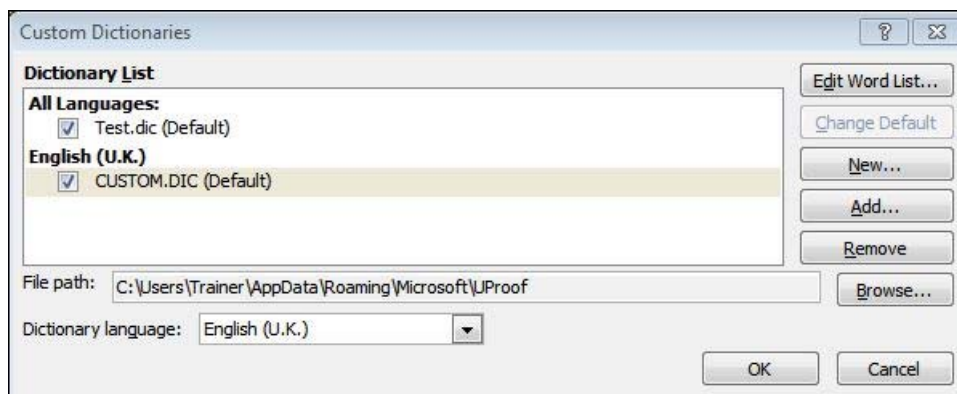 Custom Dictionaries
Dictionary List
All Languages:
Test.dic (Default)
English (U.K.)
CUSTOM.DIC (Default)
Edit Word List...
Change Default
New...
Add...
Remove
File path: C:\Users\Trainer\AppData\Roaming\Microsoft\UProof
Browse...
Dictionary language: English (U.K.)
OK Cancel